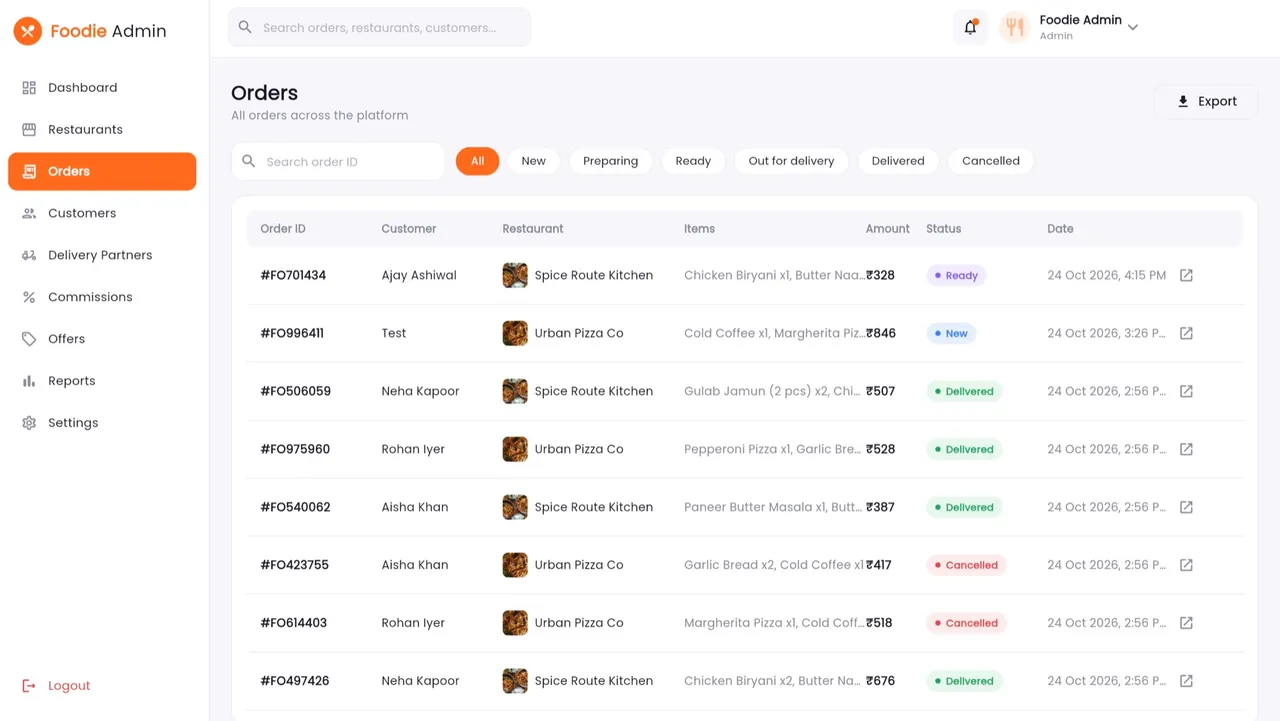 Foodie Admin
Search orders, restaurants, customers...
Foodie Admin
Admin
Dashboard
Restaurants
Orders
Customers
Delivery Partners
Commissions
Offers
Reports
Settings
Logout
Orders
All orders across the platform
Export
Search order ID
All New Preparing Ready Out for delivery Delivered Cancelled
Order ID Customer Restaurant Items Amount Status Date
#FO701434 Ajay Ashiwal Spice Route Kitchen Chicken Biryani x1, Butter Naa... ₹328 Ready 24 Oct 2026, 4:15 PM
#FO996411 Test Urban Pizza Co Cold Coffee x1, Margherita Piz... ₹846 New 24 Oct 2026, 3:26 P...
#FO506059 Neha Kapoor Spice Route Kitchen Gulab Jamun (2 pcs) x2, Chi... ₹507 Delivered 24 Oct 2026, 2:56 P...
#FO975960 Rohan Iyer Urban Pizza Co Pepperoni Pizza x1, Garlic Bre... ₹528 Delivered 24 Oct 2026, 2:56 P...
#FO540062 Aisha Khan Spice Route Kitchen Paneer Butter Masala x1, Butt... ₹387 Delivered 24 Oct 2026, 2:56 P...
#FO423755 Aisha Khan Urban Pizza Co Garlic Bread x2, Cold Coffee x1 ₹417 Cancelled 24 Oct 2026, 2:56 P...
#FO614403 Rohan Iyer Urban Pizza Co Margherita Pizza x1, Cold Coff... ₹518 Cancelled 24 Oct 2026, 2:56 P...
#FO497426 Neha Kapoor Spice Route Kitchen Chicken Biryani x2, Butter Na... ₹676 Delivered 24 Oct 2026, 2:56 P...